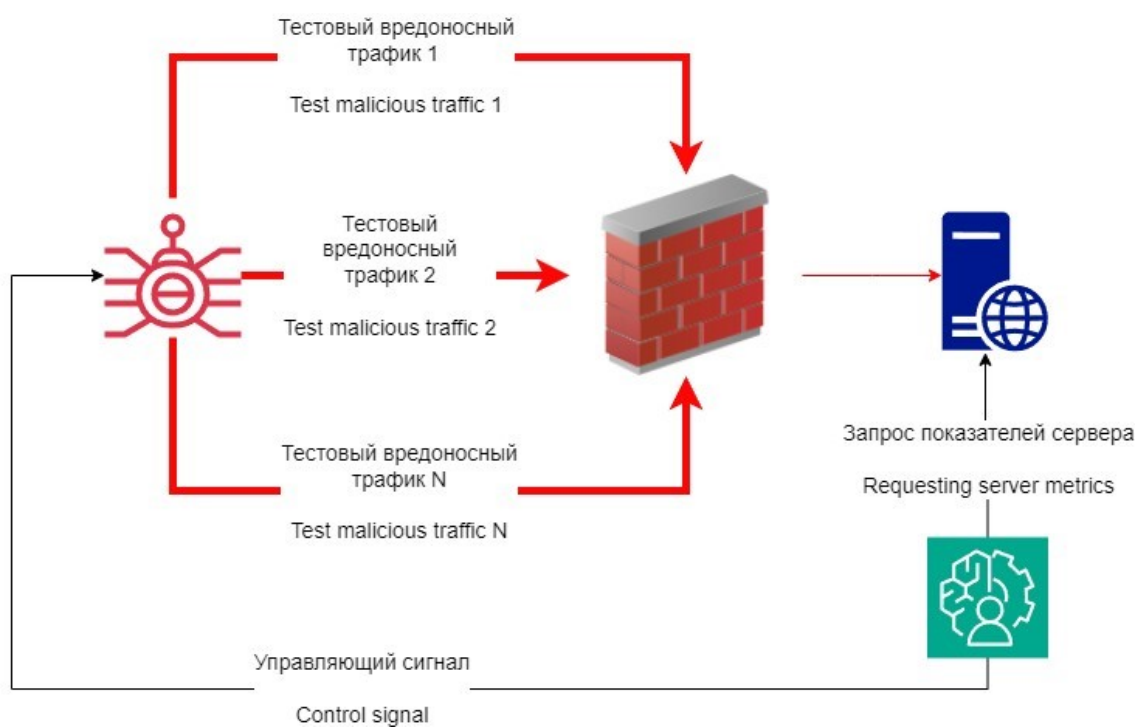 Тестовый вредоносный
трафик 1
Test malicious traffic 1
Тестовый
вредоносный
трафик 2
Test malicious traffic 2
Тестовый вредоносный
трафик N
Test malicious traffic N
Запрос показателей сервера
Requesting server metrics
Управляющий сигнал
Control signal